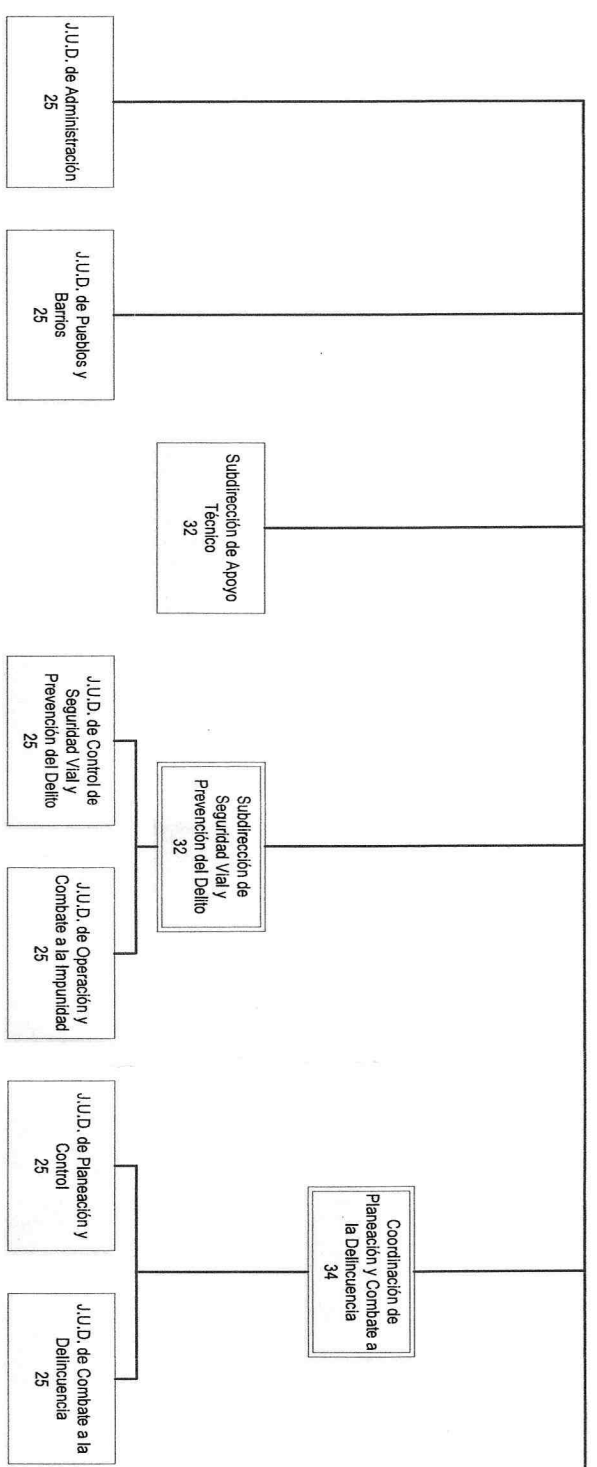 J.U.D. de Administración
25
J.U.D. de Pueblos y
Barrios
25
Subdirección de Apoyo
Técnico
32
Subdirección de
Seguridad Vial y
Prevención del Delito
32
J.U.D. de Control de
Seguridad Vial y
Prevención del Delito
25
J.U.D. de Operación y
Combate a la Impunidad
25
Coordinación de
Planeación y Combate a
la Delincuencia
34
J.U.D. de Planeación y
Control
25
J.U.D. de Combate a la
Delincuencia
25